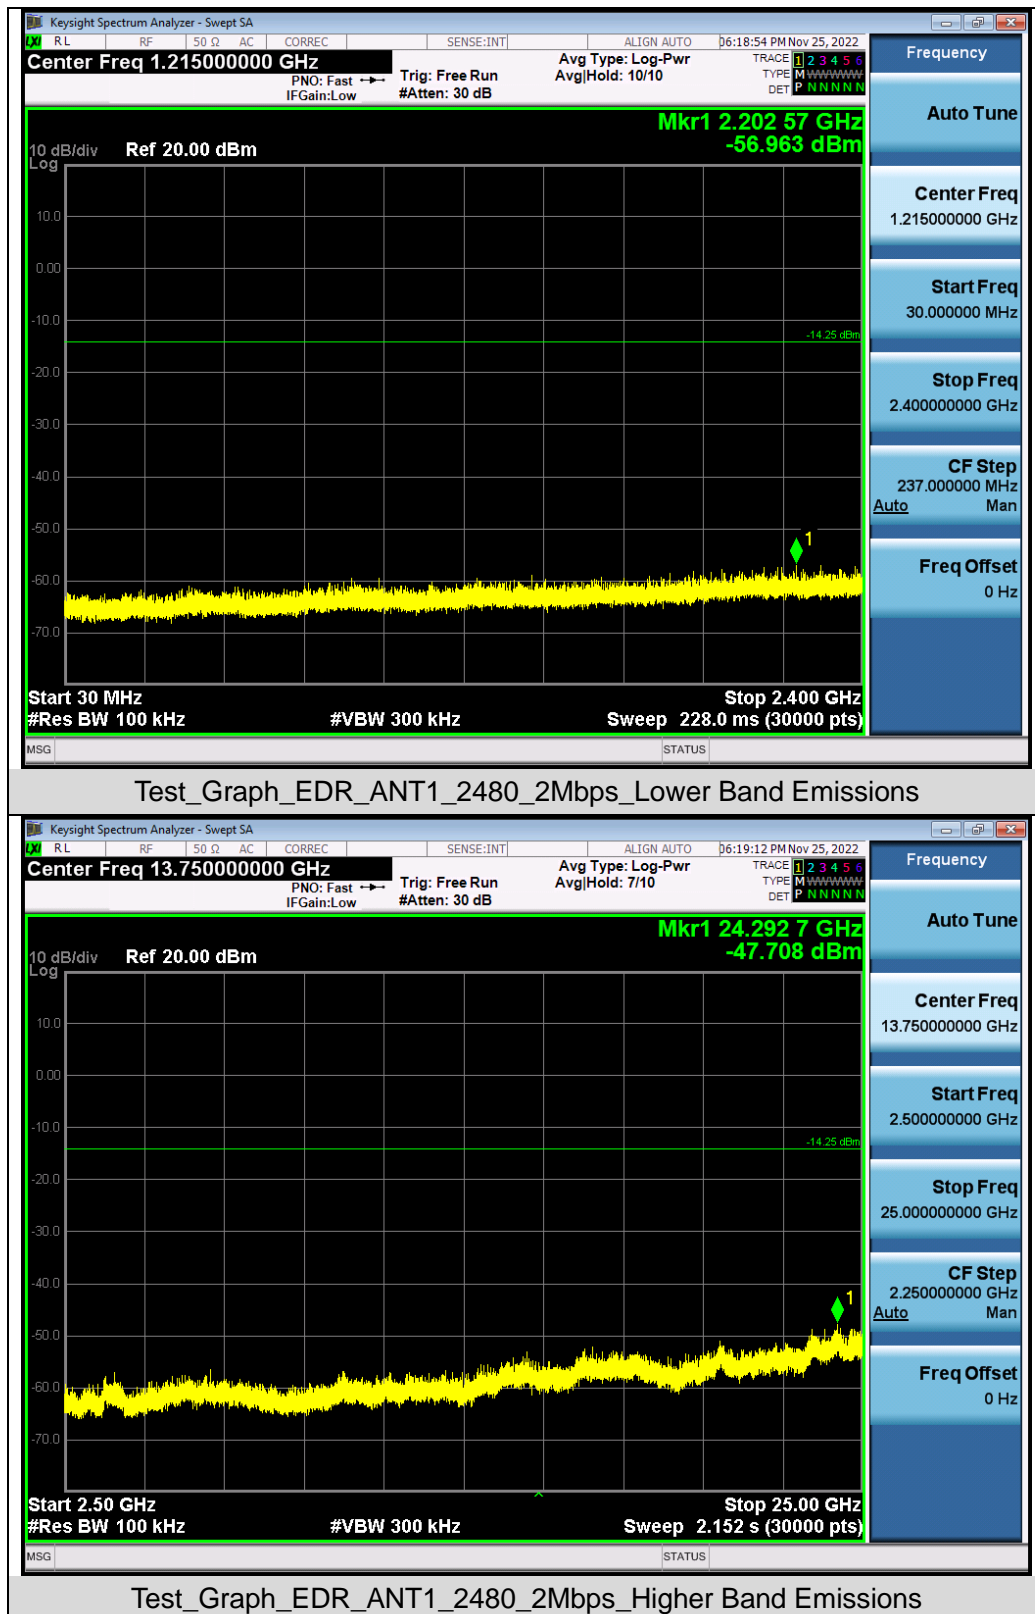 Keysight Spectrum Analyzer - Swept SA
LXI RL RF 50 Ω AC CORREC SENSE:INT ALIGN AUTO 06:18:54 PM Nov 25, 2022
Center Freq 1.215000000 GHz
PNO: Fast
IFGain:Low
Trig: Free Run
#Atten: 30 dB
Avg Type: Log-Pwr
Avg|Hold: 10/10
TRACE 1 2 3 4 5 6
TYPE M WWWWW
DET P N N N N N
Frequency
Mkr1 2.202 57 GHz
-56.963 dBm
10 dB/div Ref 20.00 dBm
Log
10.0
0.00
-10.0
-14.25 dBm
-20.0
-30.0
-40.0
-50.0
1
-60.0
-70.0
Start 30 MHz Stop 2.400 GHz
#Res BW 100 kHz #VBW 300 kHz Sweep 228.0 ms (30000 pts)
MSG STATUS
Auto Tune
Center Freq
1.215000000 GHz
Start Freq
30.000000 MHz
Stop Freq
2.400000000 GHz
CF Step
237.000000 MHz
Auto Man
Freq Offset
0 Hz
Test_Graph_EDR_ANT1_2480_2Mbps_Lower Band Emissions
Keysight Spectrum Analyzer - Swept SA
LXI RL RF 50 Ω AC CORREC SENSE:INT ALIGN AUTO 06:19:12 PM Nov 25, 2022
Center Freq 13.750000000 GHz
PNO: Fast
IFGain:Low
Trig: Free Run
#Atten: 30 dB
Avg Type: Log-Pwr
Avg|Hold: 7/10
TRACE 1 2 3 4 5 6
TYPE M WWWWW
DET P N N N N N
Frequency
Mkr1 24.292 7 GHz
-47.708 dBm
10 dB/div Ref 20.00 dBm
Log
10.0
0.00
-10.0
-14.25 dBm
-20.0
-30.0
-40.0
1
-50.0
-60.0
-70.0
Start 2.50 GHz Stop 25.00 GHz
#Res BW 100 kHz #VBW 300 kHz Sweep 2.152 s (30000 pts)
MSG STATUS
Auto Tune
Center Freq
13.750000000 GHz
Start Freq
2.500000000 GHz
Stop Freq
25.000000000 GHz
CF Step
2.250000000 GHz
Auto Man
Freq Offset
0 Hz
Test_Graph_EDR_ANT1_2480_2Mbps_Higher Band Emissions